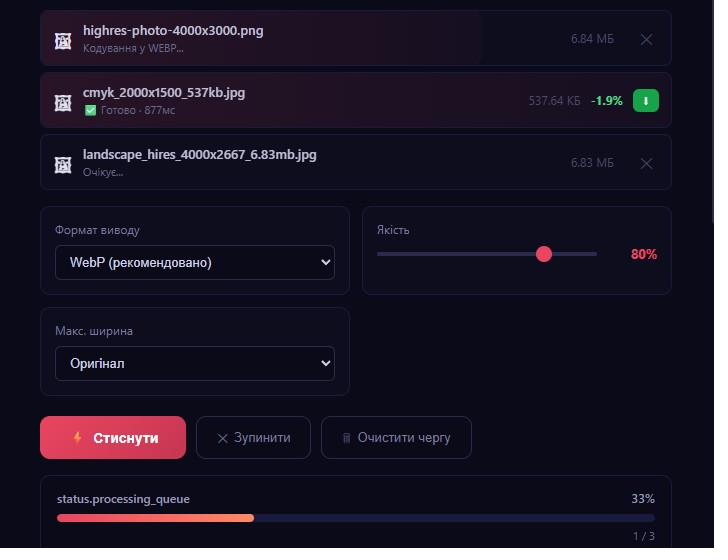 highres-photo-4000x3000.png
Кодування у WEBP...
6.84 МБ
cmyk_2000x1500_537kb.jpg
✅ Готово · 877мс
537.64 КБ -1.9%
landscape_hires_4000x2667_6.83mb.jpg
Очікує...
6.83 МБ
Формат виводу
WebP (рекомендовано)
Якість
80%
Макс. ширина
Оригінал
Стиснути
Зупинити
Очистити чергу
status.processing_queue
33%
1 / 3